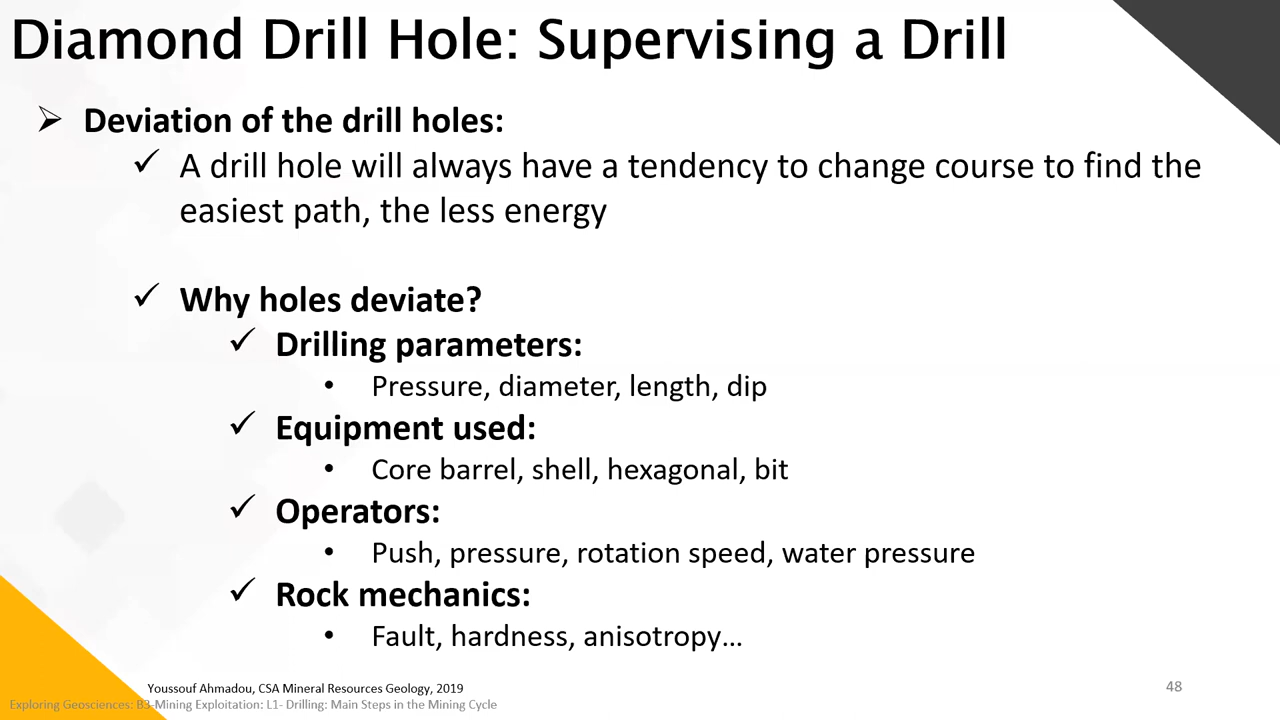 Diamond Drill Hole: Supervising a Drill
➢ Deviation of the drill holes:
✓ A drill hole will always have a tendency to change course to find the
easiest path, the less energy
✓ Why holes deviate?
✓ Drilling parameters:
• Pressure, diameter, length, dip
✓ Equipment used:
• Core barrel, shell, hexagonal, bit
✓ Operators:
• Push, pressure, rotation speed, water pressure
✓ Rock mechanics:
• Fault, hardness, anisotropy…
Youssouf Ahmadou, CSA Mineral Resources Geology, 2019
48
Exploring Geosciences: B3-Mining Exploitation: L1- Drilling: Main Steps in the Mining Cycle